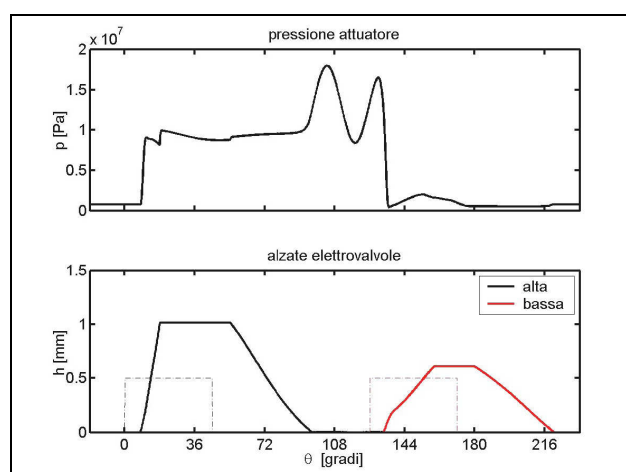 x 10^7
pressione attuatore
2
1.5
1
0.5
0
p [Pa]
alzate elettrovalvole
1.5
1
0.5
0
h [mm]
alta
bassa
0 36 72 108 144 180 216
θ [gradi]